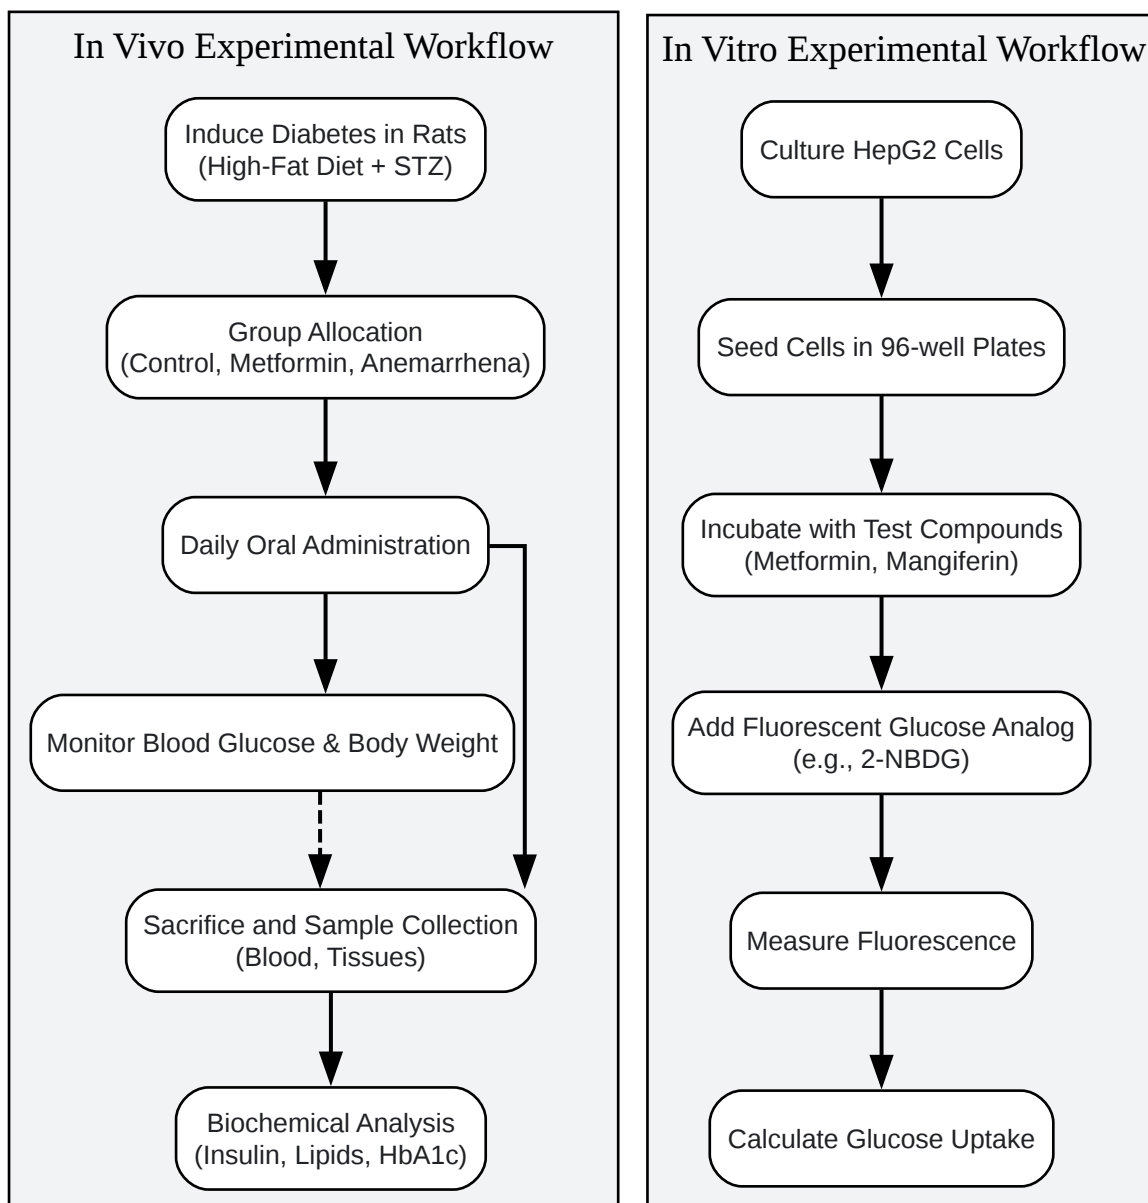 In Vivo Experimental Workflow
Induce Diabetes in Rats
(High-Fat Diet + STZ)
Group Allocation
(Control, Metformin, Anemarrhena)
Daily Oral Administration
Monitor Blood Glucose & Body Weight
Sacrifice and Sample Collection
(Blood, Tissues)
Biochemical Analysis
(Insulin, Lipids, HbA1c)
In Vitro Experimental Workflow
Culture HepG2 Cells
Seed Cells in 96-well Plates
Incubate with Test Compounds
(Metformin, Mangiferin)
Add Fluorescent Glucose Analog
(e.g., 2-NBDG)
Measure Fluorescence
Calculate Glucose Uptake